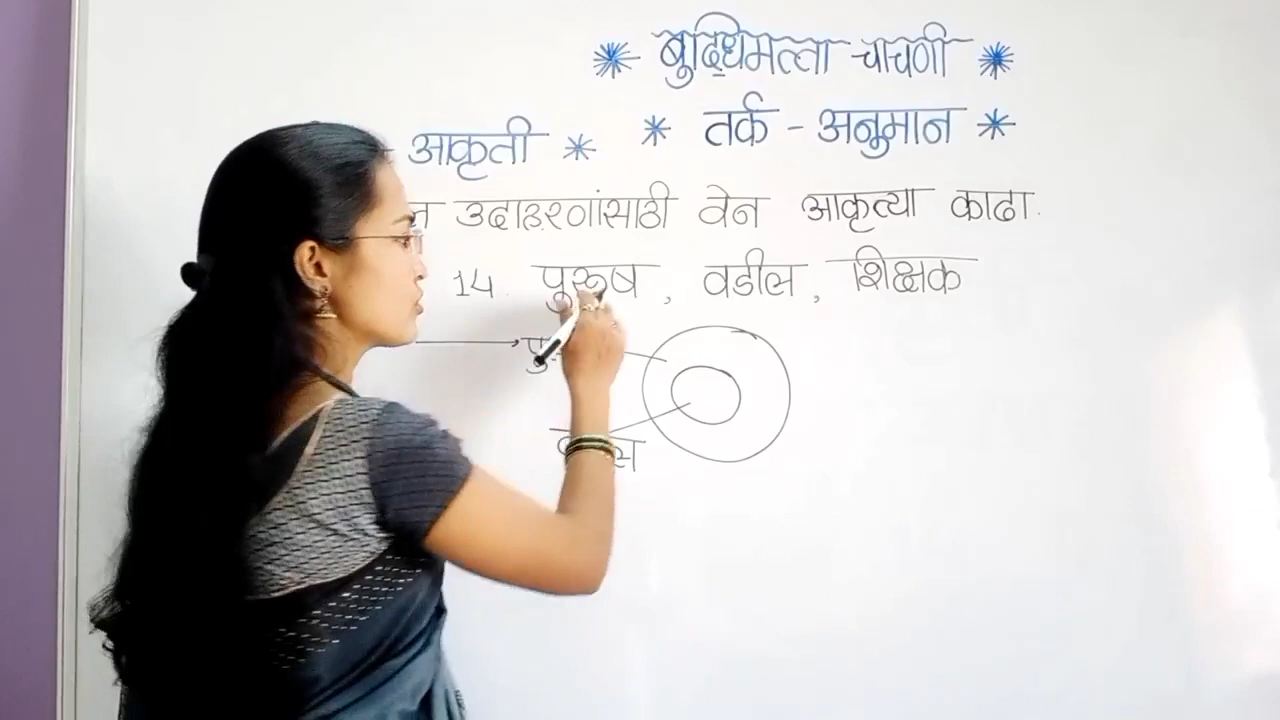 * बुद्धिमत्ता चाचणी *
* तर्क - अनुमान *
आकृती *
उदाहरणांसाठी वेन आकृत्या काढा.
14. पुरूष, वडील, शिक्षक